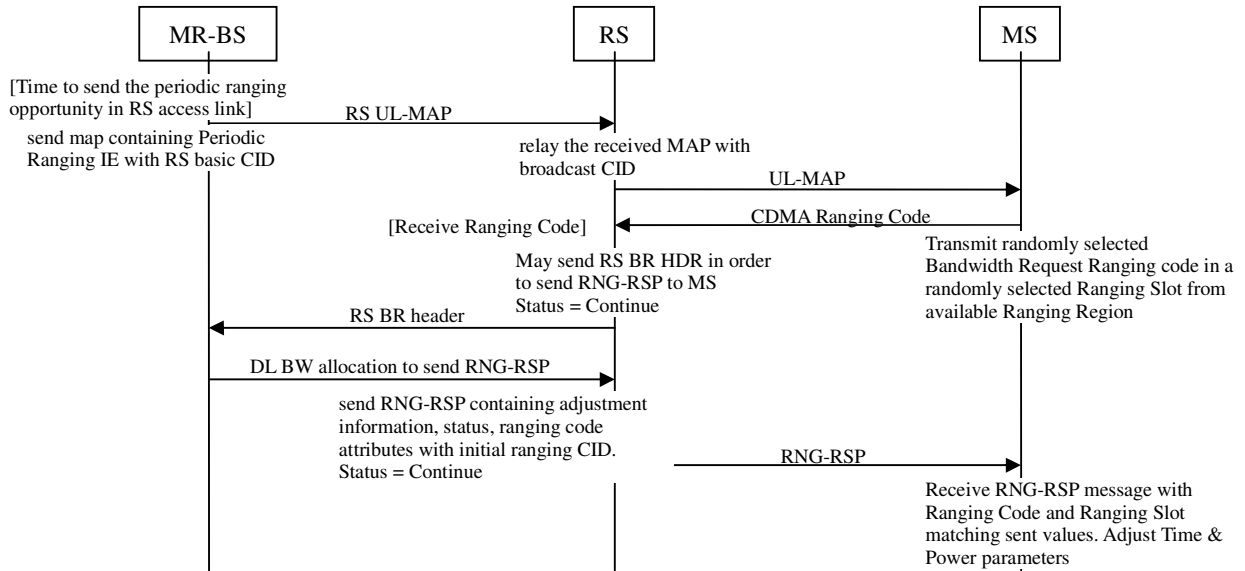 MR-BS
RS
MS
[Time to send the periodic ranging
opportunity in RS access link]
RS UL-MAP
send map containing Periodic
Ranging IE with RS basic CID
relay the received MAP with
broadcast CID
UL-MAP
CDMA Ranging Code
[Receive Ranging Code]
Transmit randomly selected
Bandwidth Request Ranging code in a
randomly selected Ranging Slot from
available Ranging Region
May send RS BR HDR in order
to send RNG-RSP to MS
Status = Continue
RS BR header
DL BW allocation to send RNG-RSP
send RNG-RSP containing adjustment
information, status, ranging code
attributes with initial ranging CID.
Status = Continue
RNG-RSP
Receive RNG-RSP message with
Ranging Code and Ranging Slot
matching sent values. Adjust Time &
Power parameters